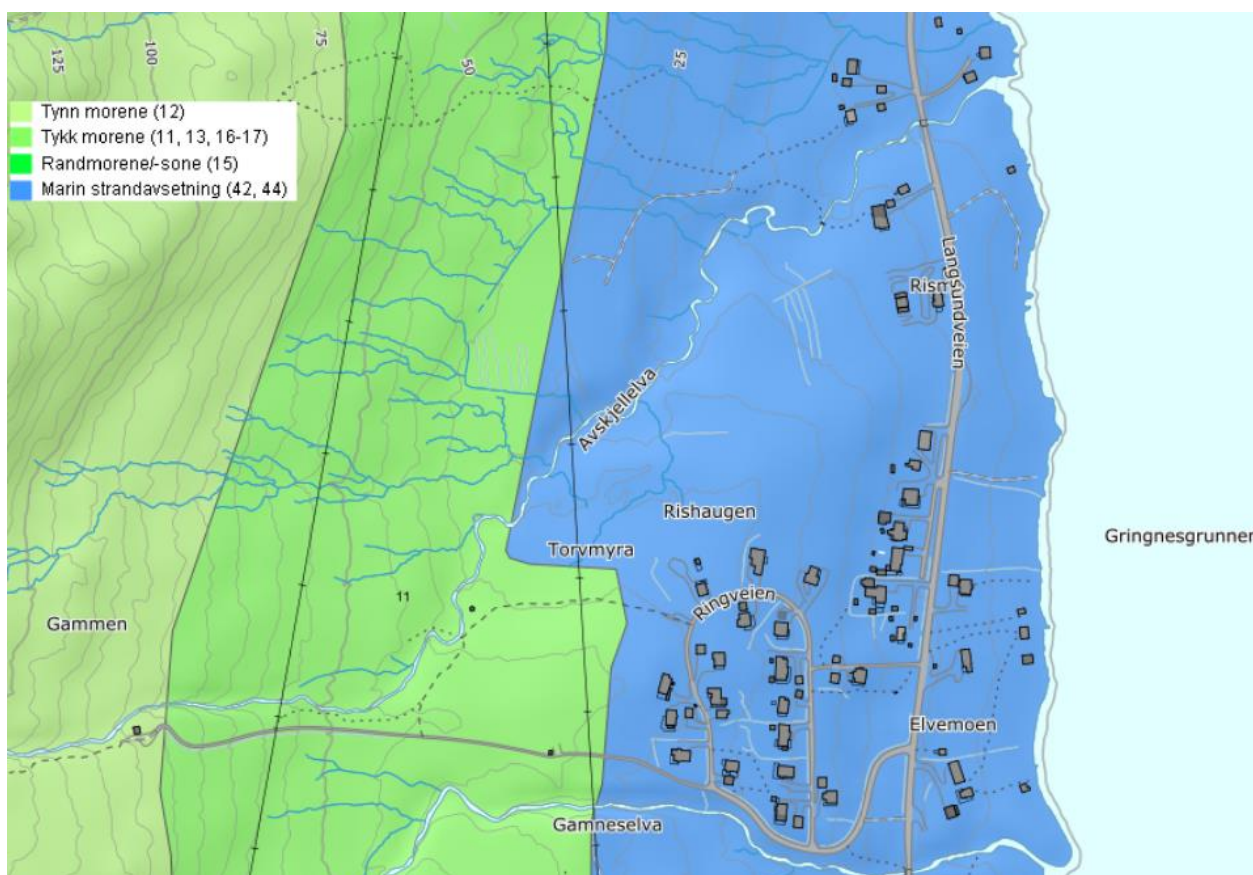 125
100
75
50
25
Tynn morene (12)
Tykk morene (11, 13, 16-17)
Randmorene/-sone (15)
Marin strandavsetning (42, 44)
Langsundveien
Avskjellelva
Rishaugen
Gringnesgrunnen
Torvmyra
11
Ringveien
Gammen
Elvemoen
Gamneselva